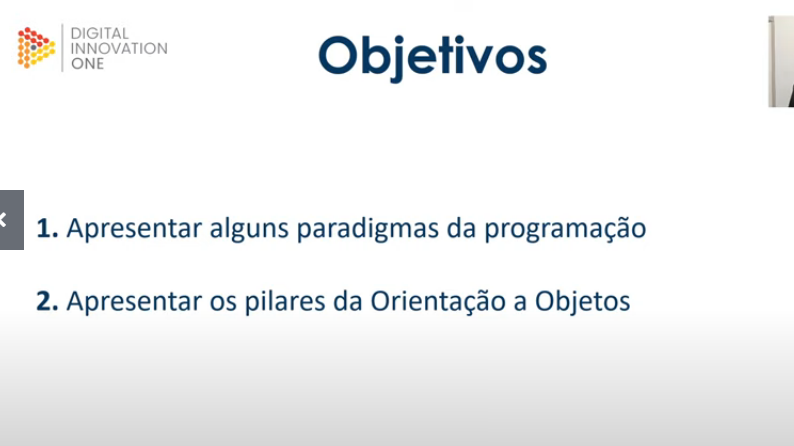 DIGITAL
INNOVATION
ONE
Objetivos
1. Apresentar alguns paradigmas da programação
2. Apresentar os pilares da Orientação a Objetos